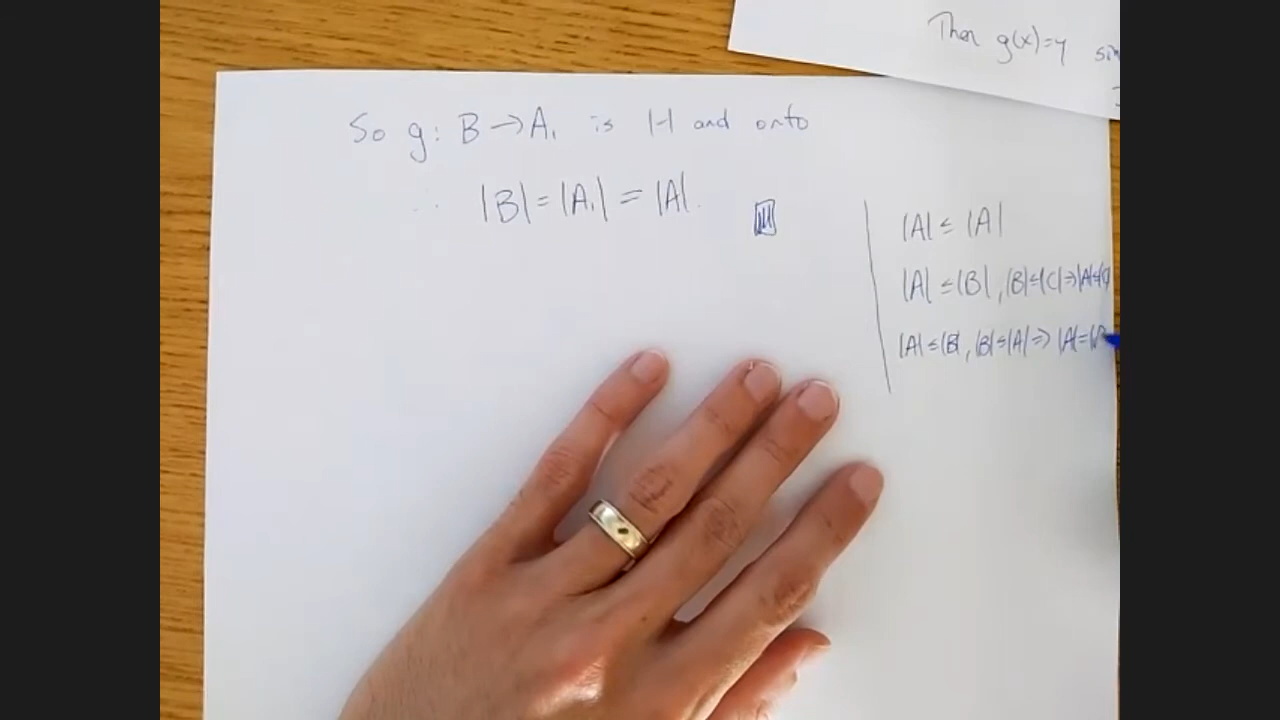 Then g(x)=y
So g: B→A₁ is 1-1 and onto
∴ |B|=|A₁|=|A|.
|A|≤|A|
|A|≤|B|, |B|≤|C|⇒|A|≤|C|
|A|≤|B|, |B|≤|A|⇒|A|=|B|